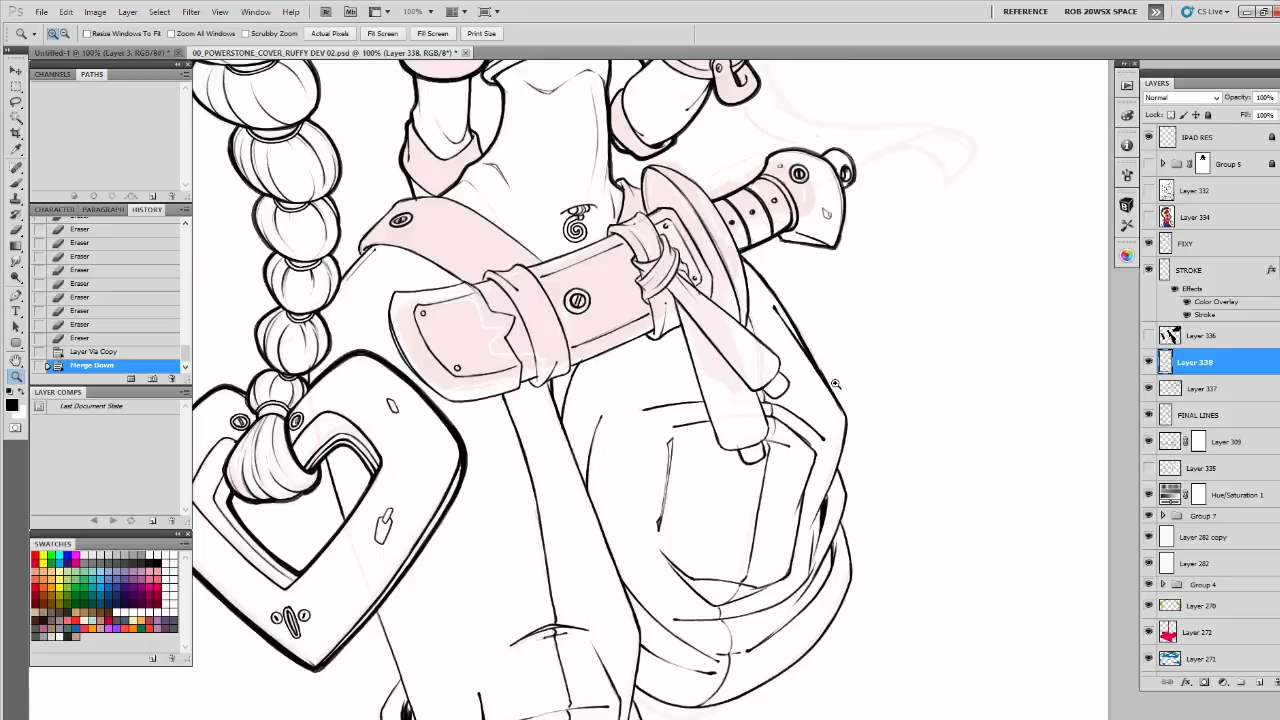 Ps File Edit Image Layer Select Filter View Window Help Br Mb 100% REFERENCE ROB 20WSX SPACE CS Live
Resize Windows To Fit Zoom All Windows Scrubby Zoom Actual Pixels Fit Screen Fill Screen Print Size
Untitled-1 @ 100% (Layer 3, RGB/8#) * 00_POWERSTONE_COVER_RUFFY DEV 02.psd @ 100% (Layer 338, RGB/8*) *
CHANNELS PATHS
CHARACTER PARAGRAPH HISTORY
Eraser
Eraser
Eraser
Eraser
Eraser
Eraser
Eraser
Eraser
Eraser
Eraser
Layer Via Copy
Merge Down
LAYER COMPS
Last Document State
SWATCHES
LAYERS
Normal Opacity: 100%
Lock: Fill: 100%
IPAD RES
Group 5
Layer 332
Layer 334
FIXY
STROKE fx
Effects
Color Overlay
Stroke
Layer 336
Layer 338
Layer 337
FINAL LINES
Layer 309
Layer 335
Hue/Saturation 1
Group 7
Layer 282 copy
Layer 282
Group 4
Layer 270
Layer 272
Layer 271